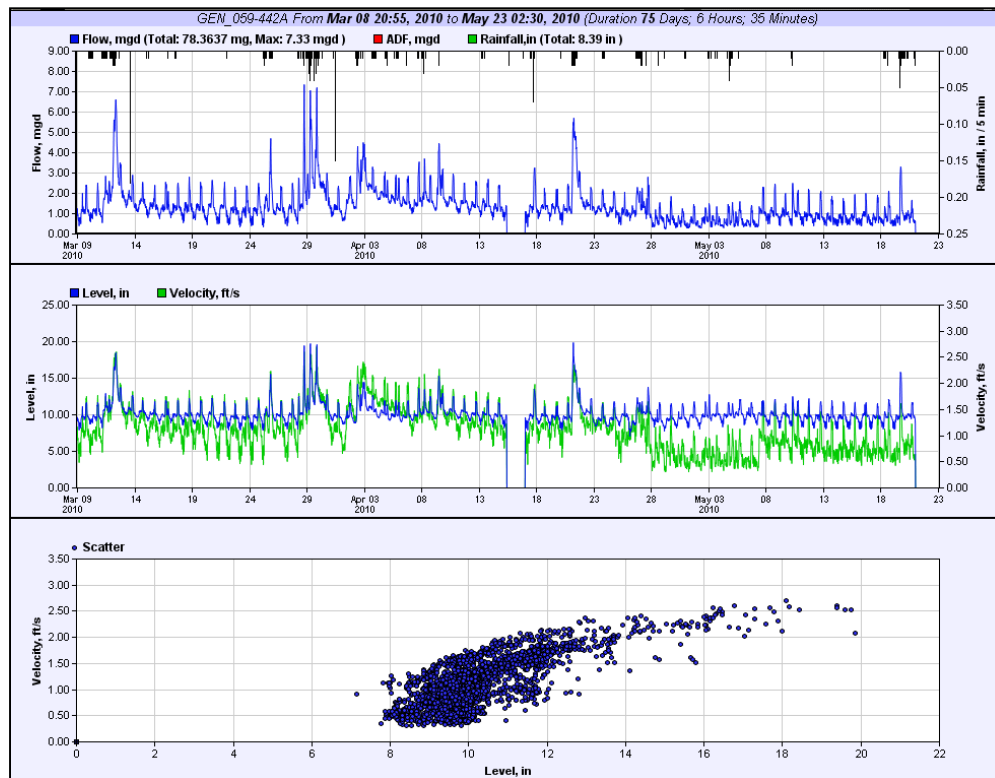 GEN_059-442A From Mar 08 20:55, 2010 to May 23 02:30, 2010 (Duration 75 Days; 6 Hours; 35 Minutes)
Flow, mgd (Total: 78.3637 mg, Max: 7.33 mgd ) ADF, mgd Rainfall,in (Total: 8.39 in )
9.00 0.00
8.00
7.00 0.05
6.00
5.00 0.10
4.00
3.00 0.15
2.00 0.20
1.00
0.00 0.25
Flow, mgd
Rainfall, in / 5 min
Mar 09 14 19 24 29 Apr 03 08 13 18 23 28 May 03 08 13 18 23
2010 2010 2010
Level, in Velocity, ft/s
25.00 3.50
3.00
20.00
2.50
15.00 2.00
10.00 1.50
1.00
5.00
0.50
0.00 0.00
Level, in
Velocity, ft/s
Mar 09 14 19 24 29 Apr 03 08 13 18 23 28 May 03 08 13 18 23
2010 2010 2010
Scatter
3.50
3.00
2.50
2.00
1.50
1.00
0.50
0.00
Velocity, ft/s
0 2 4 6 8 10 12 14 16 18 20 22
Level, in